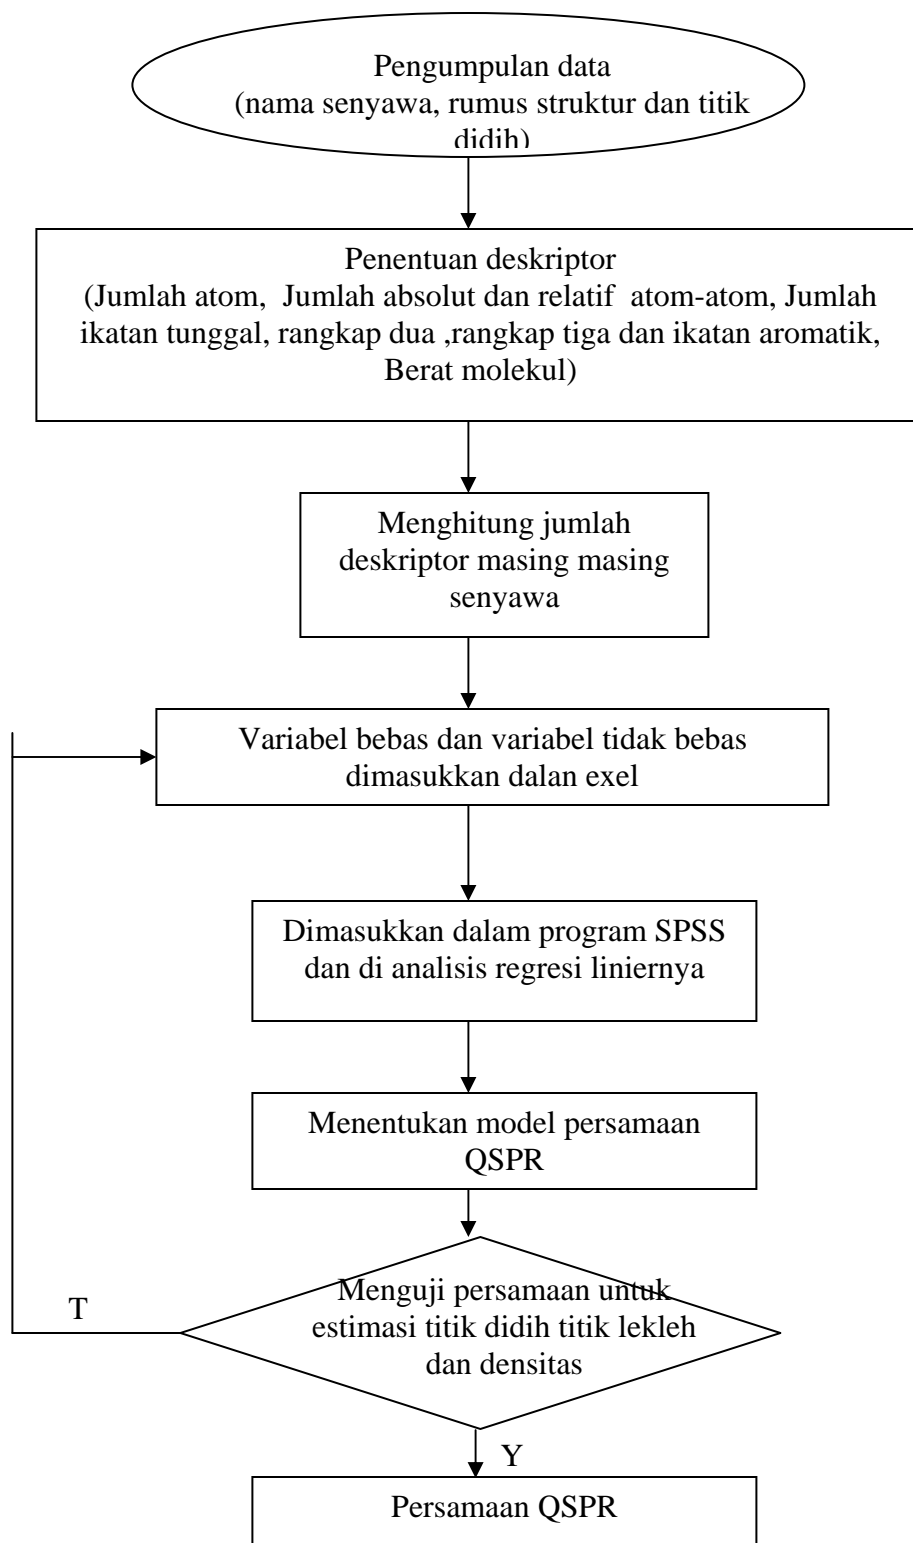 Pengumpulan data
(nama senyawa, rumus struktur dan titik
didih)
Penentuan deskriptor
(Jumlah atom, Jumlah absolut dan relatif atom-atom, Jumlah
ikatan tunggal, rangkap dua ,rangkap tiga dan ikatan aromatik,
Berat molekul)
Menghitung jumlah
deskriptor masing masing
senyawa
Variabel bebas dan variabel tidak bebas
dimasukkan dalan exel
Dimasukkan dalam program SPSS
dan di analisis regresi liniernya
Menentukan model persamaan
QSPR
Menguji persamaan untuk
estimasi titik didih titik lekleh
dan densitas
T
Y
Persamaan QSPR